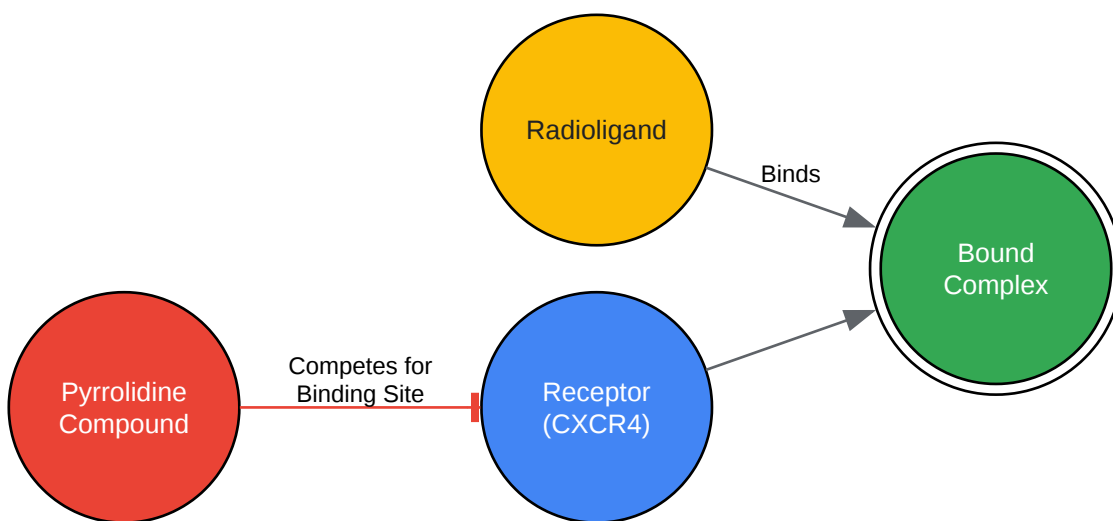 Radioligand
Binds
Bound
Complex
Competes for
Binding Site
Pyrrolidine
Compound
Receptor
(CXCR4)